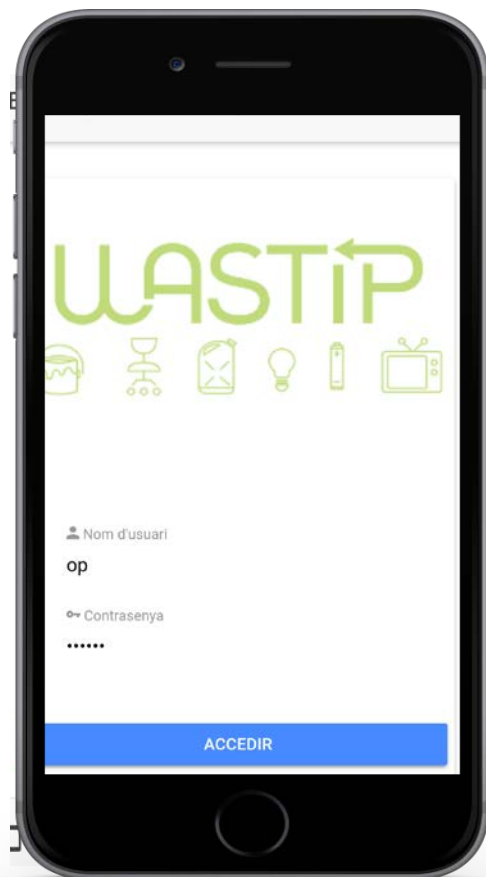 WASTIP
Nom d'usuari
op
Contrasenya
••••••
ACCEDIR